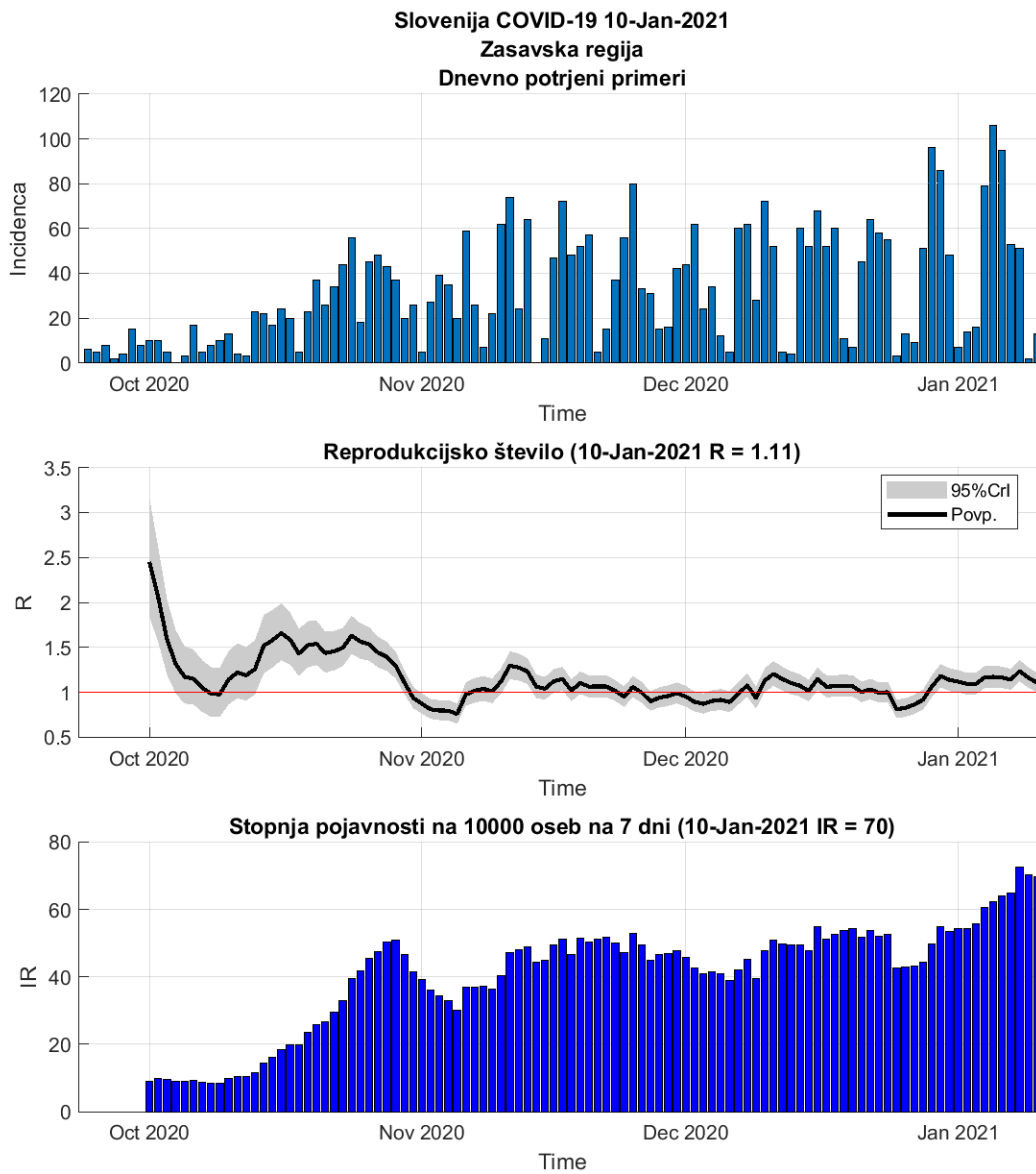 Slovenija COVID-19 10-Jan-2021
Zasavska regija
Dnevno potrjeni primeri
120
100
80
60
40
20
0
Incidenca
Oct 2020
Nov 2020
Dec 2020
Jan 2021
Time
Reprodukcijsko število (10-Jan-2021 R = 1.11)
3.5
3
2.5
2
1.5
1
0.5
R
95%CrI
Povp.
Oct 2020
Nov 2020
Dec 2020
Jan 2021
Time
Stopnja pojavnosti na 10000 oseb na 7 dni (10-Jan-2021 IR = 70)
80
60
40
20
0
IR
Oct 2020
Nov 2020
Dec 2020
Jan 2021
Time